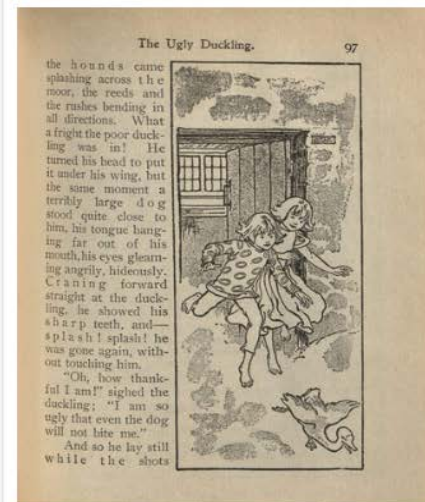 The Ugly Duckling. 97
the hounds came
splashing across the
moor, the reeds and
the rushes bending in
all directions. What
a fright the poor duck-
ling was in! He
turned his head to put
it under his wing, but
the same moment a
terribly large dog
stood quite close to
him, his tongue hang-
ing far out of his
mouth, his eyes gleam-
ing angrily, hideously.
Craning forward
straight at the duck-
ling, he showed his
sharp teeth, and—
splash! splash! he
was gone again, with-
out touching him.
"Oh, how thank-
ful I am!" sighed the
duckling; "I am so
ugly that even the dog
will not bite me."
And so he lay still
while the shots